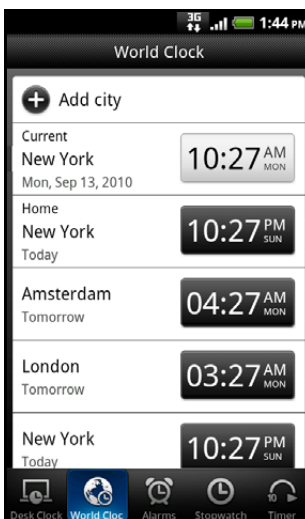 3G 1:44 PM
World Clock
Add city
Current
New York
Mon, Sep 13, 2010
10:27 AM
MON
Home
New York
Today
10:27 PM
SUN
Amsterdam
Tomorrow
04:27 AM
MON
London
Tomorrow
03:27 AM
MON
New York
Today
10:27 PM
SUN
Desk Clock World Cloc Alarms Stopwatch Timer